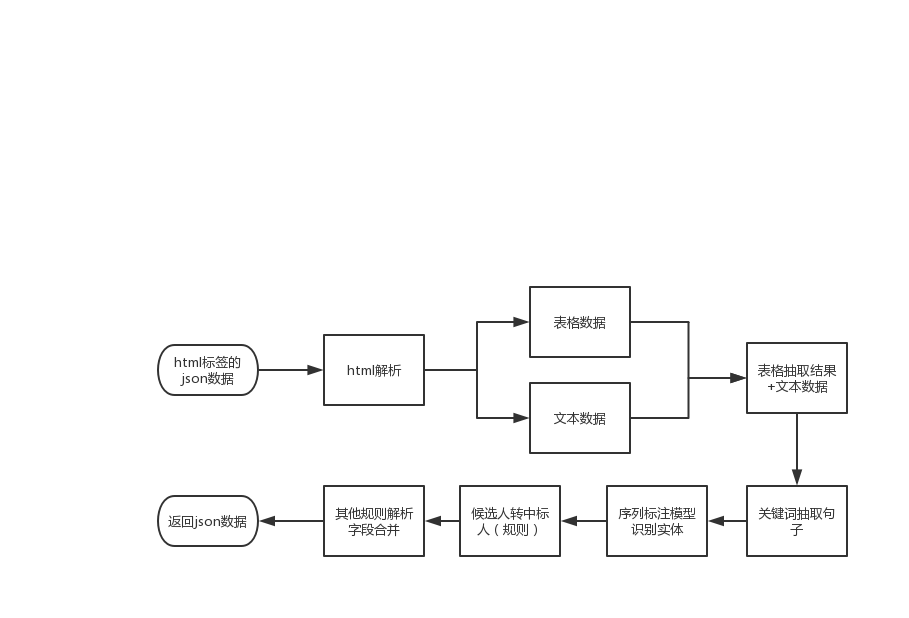 html标签的
json数据
html解析
表格数据
文本数据
表格抽取结果
+文本数据
关键词抽取句
子
序列标注模型
识别实体
候选人转中标
人（规则）
其他规则解析
字段合并
返回json数据